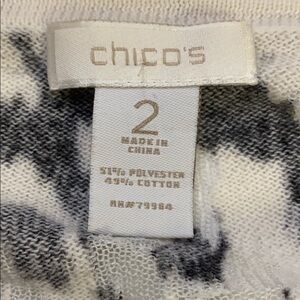 chico's
2
MADE IN
CHINA
51% POLYESTER
49% COTTON
RN#79984